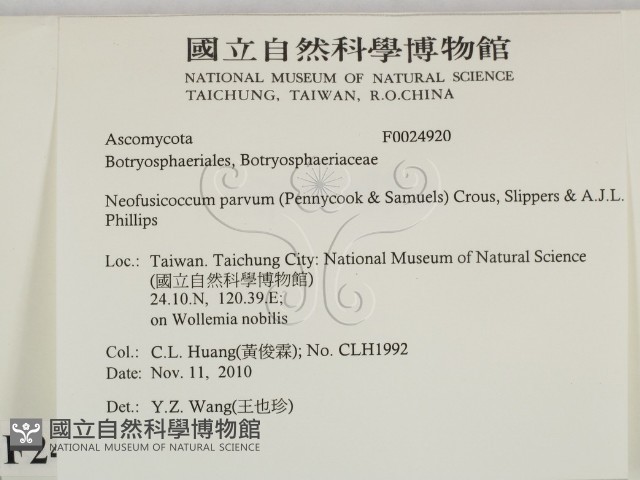 國立自然科學博物館
NATIONAL MUSEUM OF NATURAL SCIENCE
TAICHUNG, TAIWAN, R.O.CHINA
Ascomycota F0024920
Botryosphaeriales, Botryosphaeriaceae
Neofusicoccum parvum (Pennycook & Samuels) Crous, Slippers & A.J.L.
Phillips
Loc.: Taiwan. Taichung City: National Museum of Natural Science
(國立自然科學博物館)
24.10.N, 120.39.E;
on Wollemia nobilis
Col.: C.L. Huang(黃俊霖); No. CLH1992
Date: Nov. 11, 2010
Det.: Y.Z. Wang(王也珍)
國立自然科學博物館
NATIONAL MUSEUM OF NATURAL SCIENCE